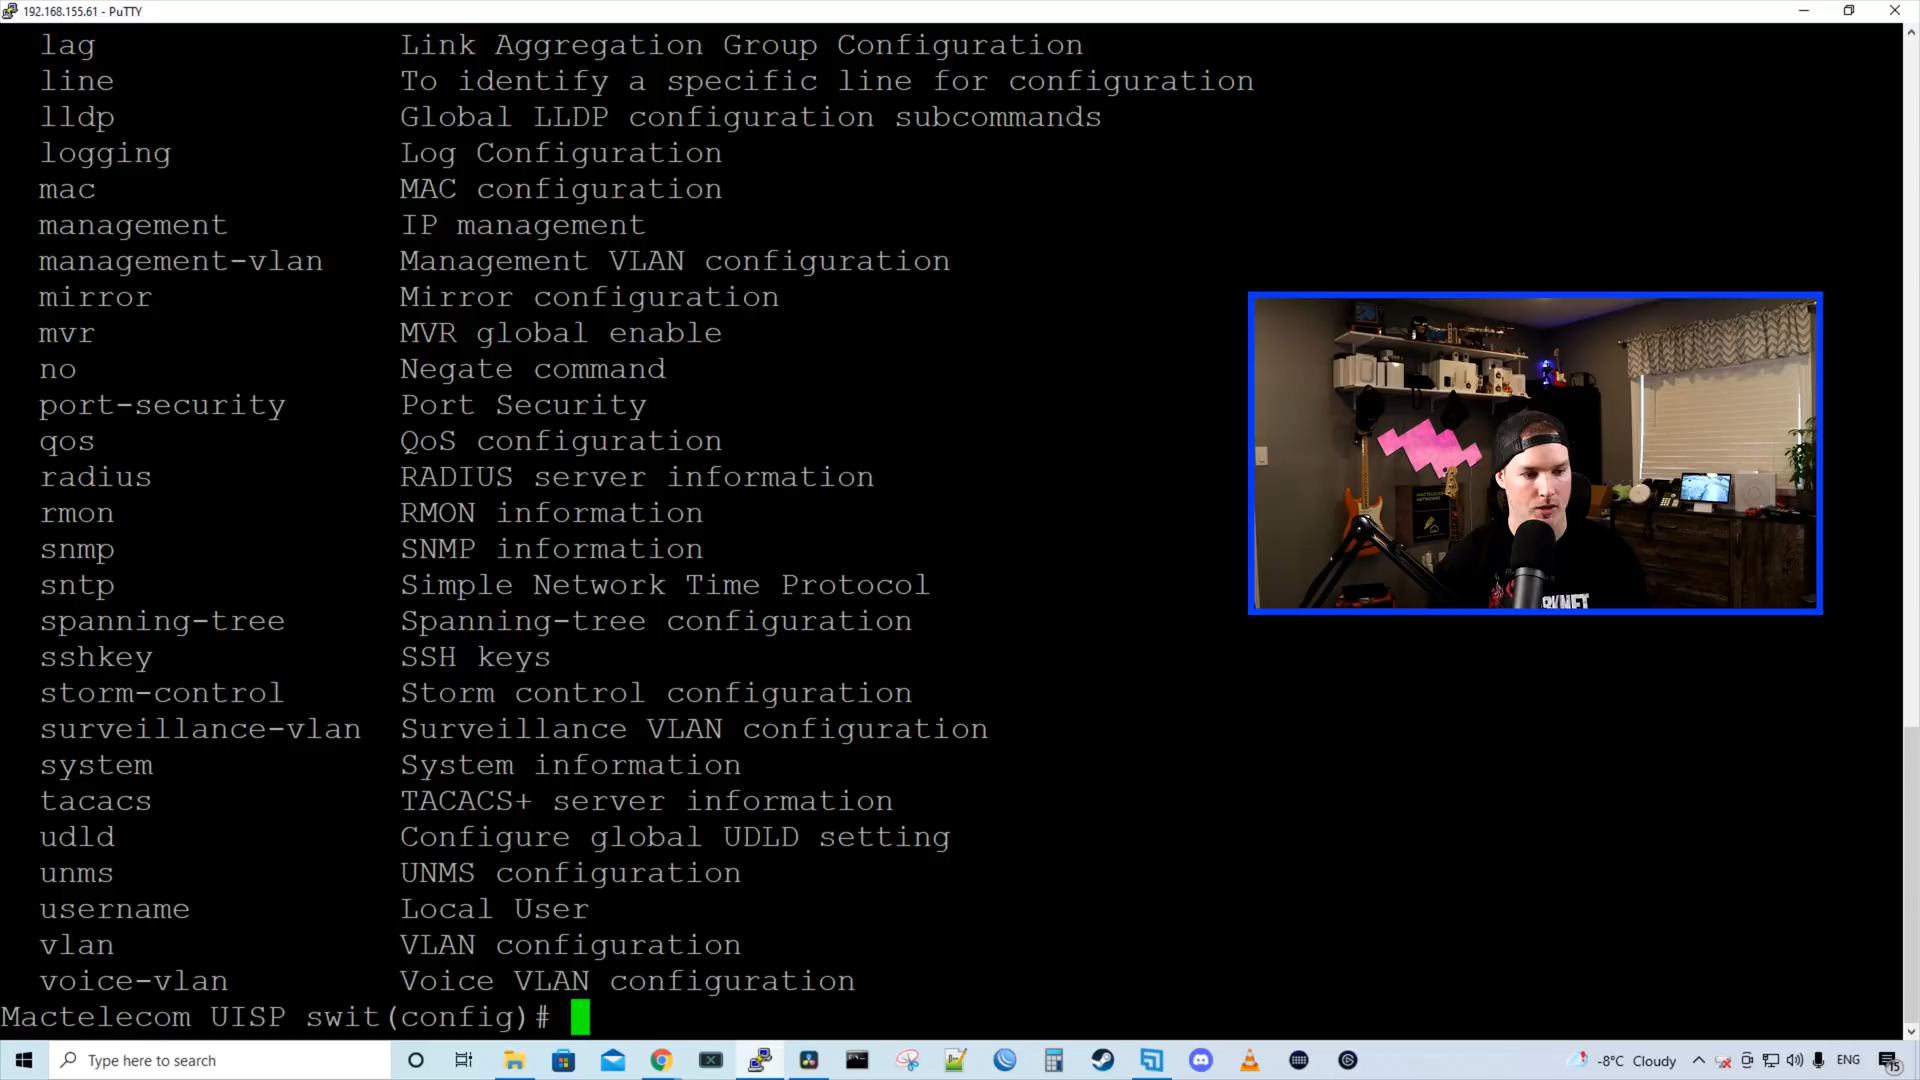 192.168.155.61 - PuTTY
lag Link Aggregation Group Configuration
line To identify a specific line for configuration
lldp Global LLDP configuration subcommands
logging Log Configuration
mac MAC configuration
management IP management
management-vlan Management VLAN configuration
mirror Mirror configuration
mvr MVR global enable
no Negate command
port-security Port Security
qos QoS configuration
radius RADIUS server information
rmon RMON information
snmp SNMP information
sntp Simple Network Time Protocol
spanning-tree Spanning-tree configuration
sshkey SSH keys
storm-control Storm control configuration
surveillance-vlan Surveillance VLAN configuration
system System information
tacacs TACACS+ server information
udld Configure global UDLD setting
unms UNMS configuration
username Local User
vlan VLAN configuration
voice-vlan Voice VLAN configuration
Mactelecom UISP swit(config)#
MACTELECOM
NETWORKS
Type here to search
-8°C Cloudy
ENG
15